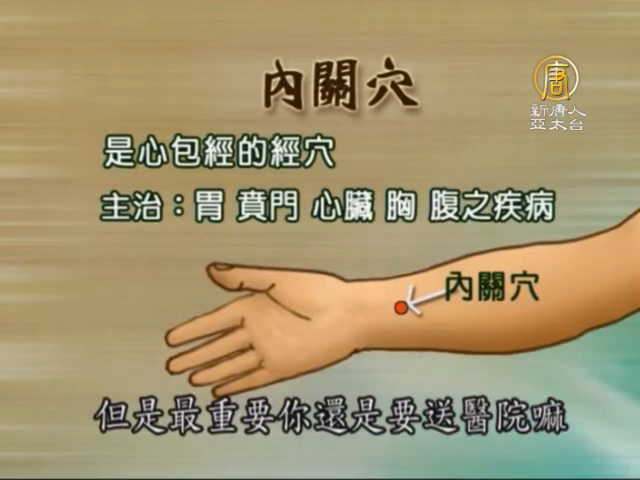 內關穴
唐
新唐人
亞太台
是心包經的經穴
主治：胃 賁門 心臟 胸 腹之疾病
內關穴
但是最重要你還是要送醫院嘛